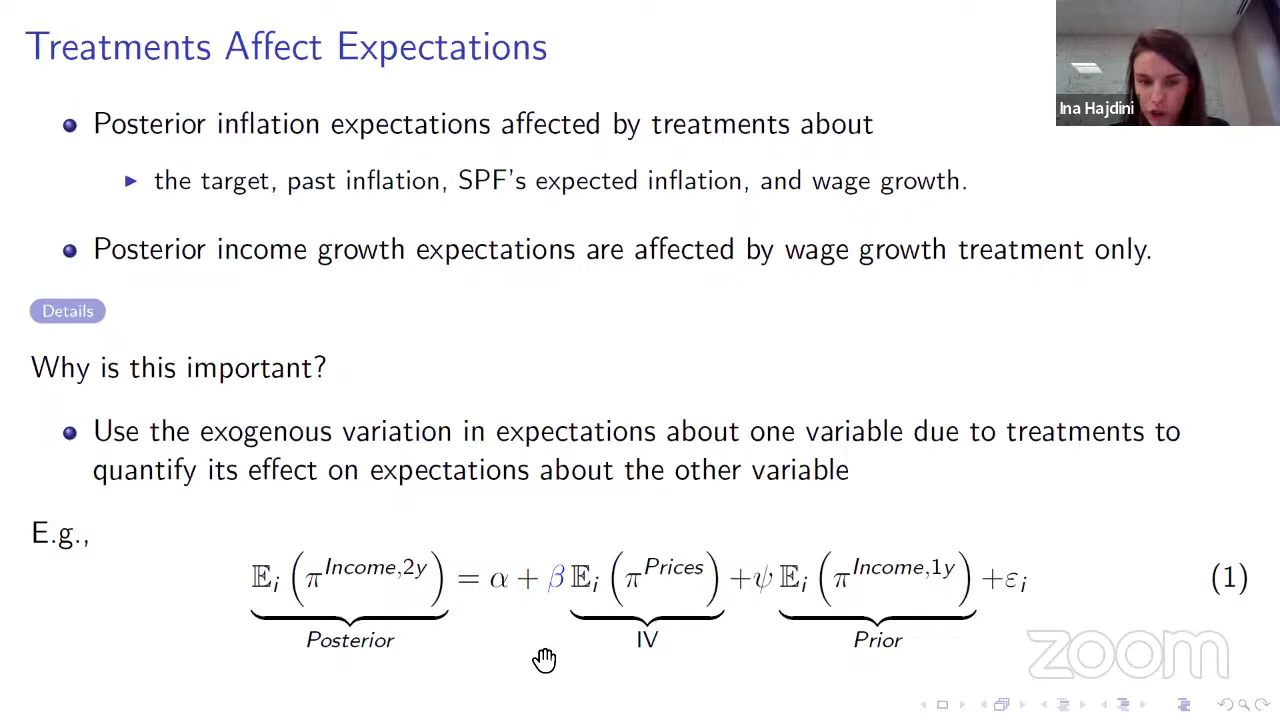 Treatments Affect Expectations
Ina Hajdini
Posterior inflation expectations affected by treatments about
the target, past inflation, SPF's expected inflation, and wage growth.
Posterior income growth expectations are affected by wage growth treatment only.
Details
Why is this important?
Use the exogenous variation in expectations about one variable due to treatments to
quantify its effect on expectations about the other variable
E.g.,
𝔼ᵢ (π^{Income,2y}) = α + β 𝔼ᵢ (π^{Prices}) + ψ 𝔼ᵢ (π^{Income,1y}) + εᵢ (1)
Posterior IV Prior
zoom